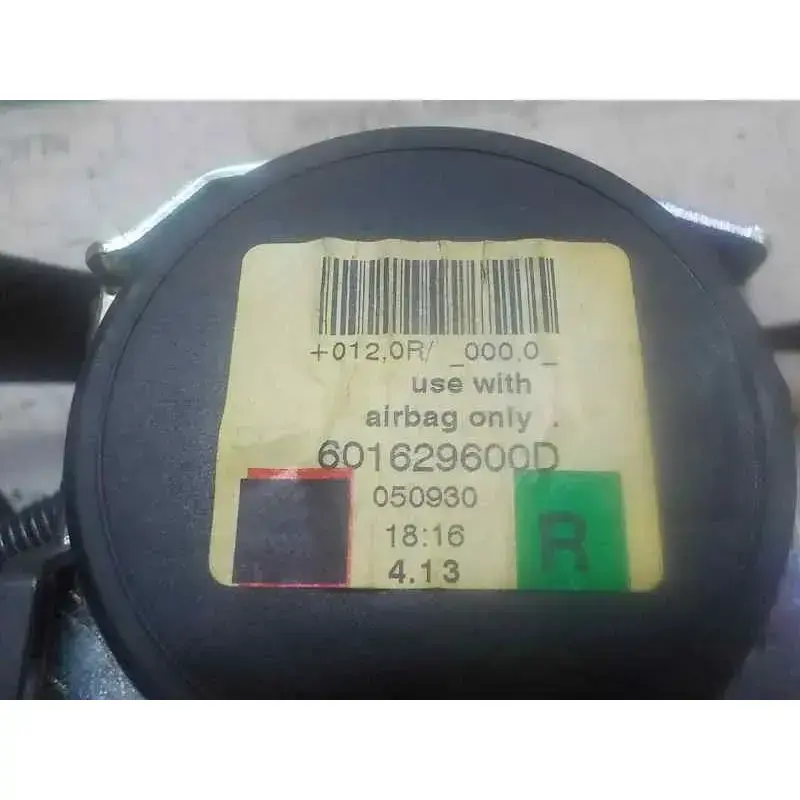 +012,0R/ _000,0_
use with
airbag only .
601629600D
050930
18:16
4.13
R